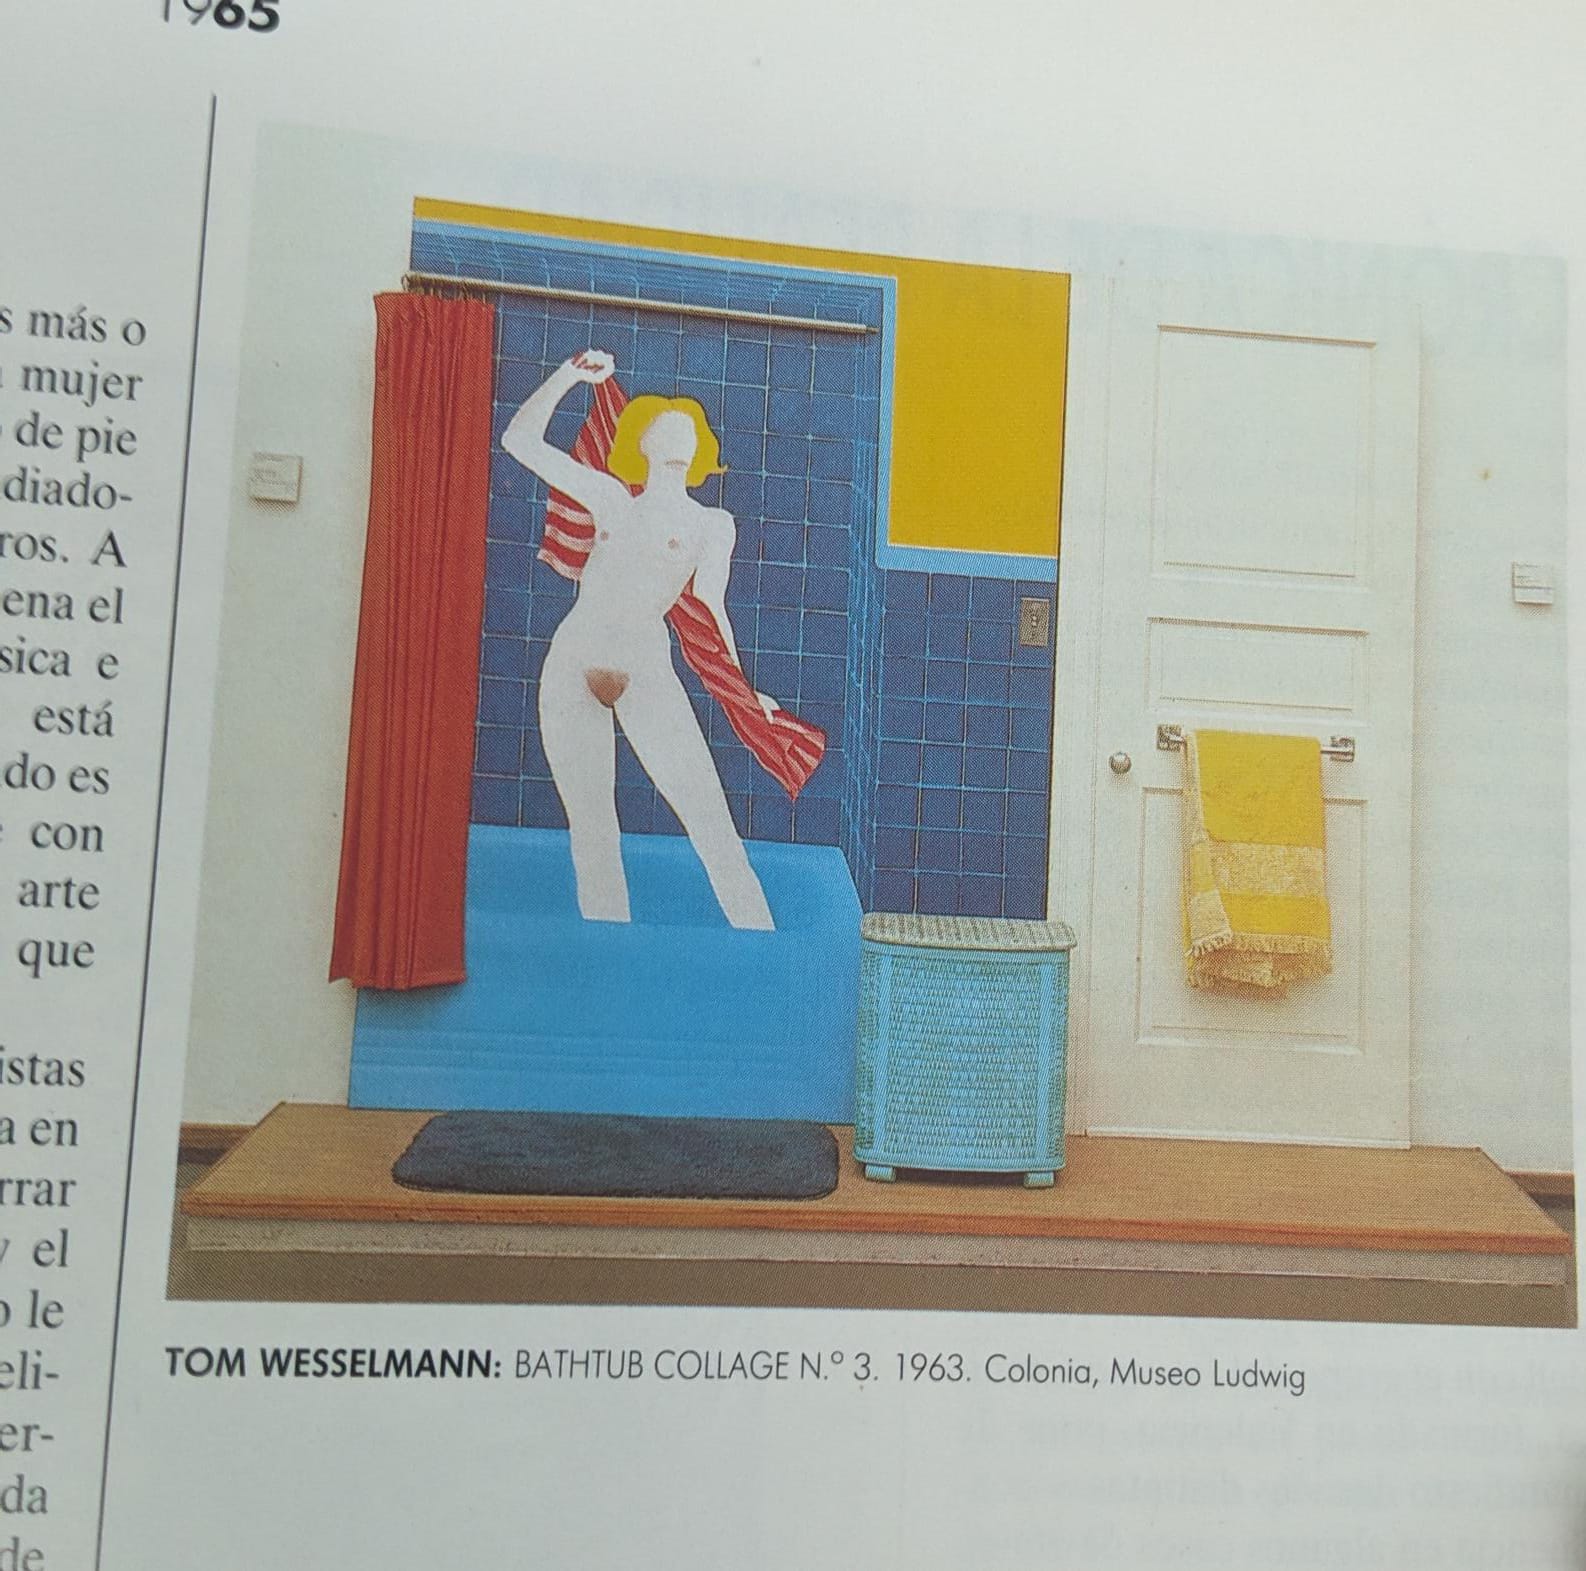 1965
s más o
mujer
de pie
diado-
ros. A
ena el
sica e
está
do es
con
arte
que
istas
a en
rrar
y el
o le
eli-
er-
da
de
TOM WESSELMANN: BATHTUB COLLAGE N.º 3. 1963. Colonia, Museo Ludwig